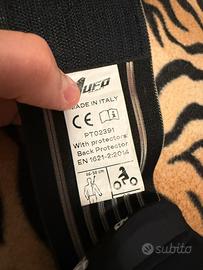 UFO
MADE IN ITALY
CE
PT02391
With protectors
Back Protector
EN 1621-2:2014
subito